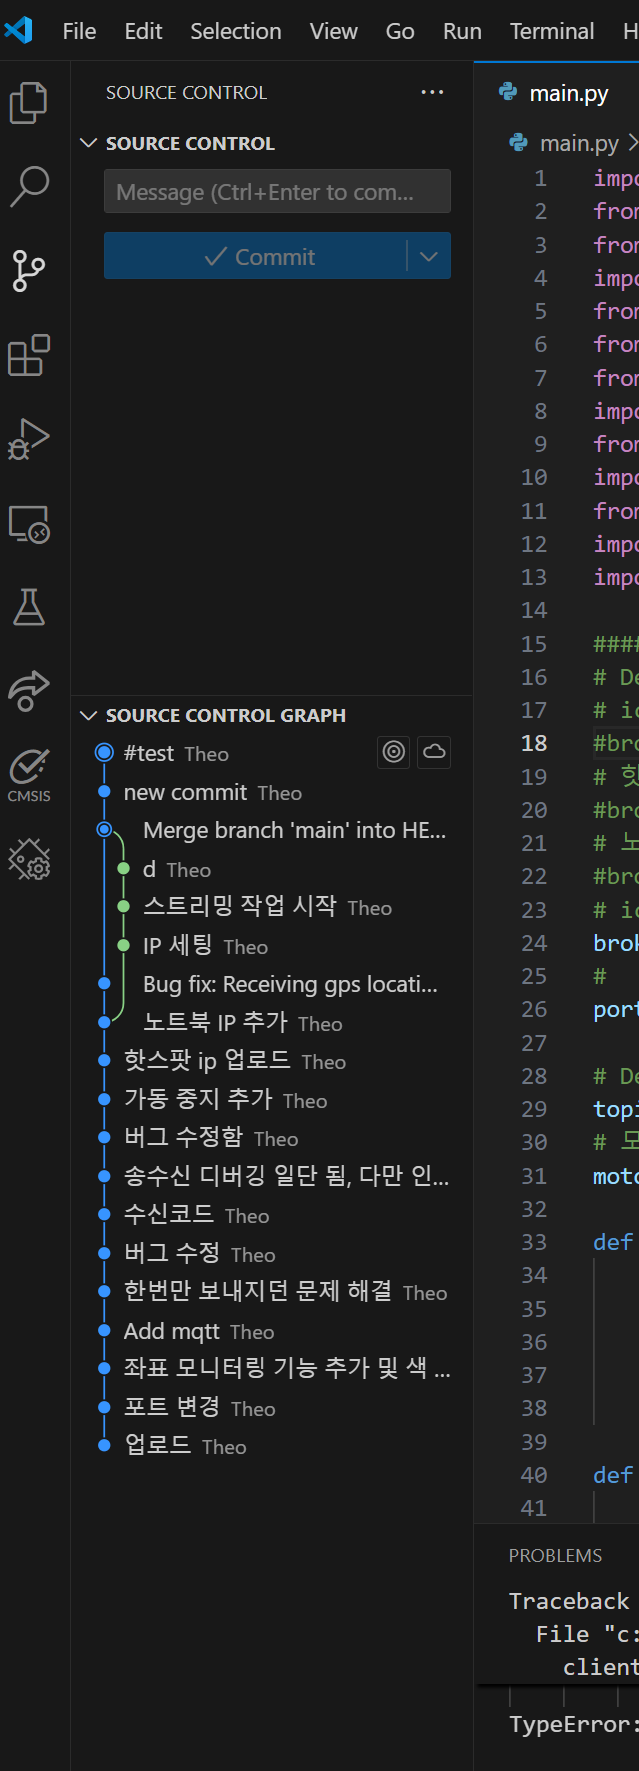 File Edit Selection View Go Run Terminal H
SOURCE CONTROL
SOURCE CONTROL
Message (Ctrl+Enter to com...
Commit
SOURCE CONTROL GRAPH
#test Theo
new commit Theo
Merge branch 'main' into HE...
d Theo
스트리밍 작업 시작 Theo
IP 세팅 Theo
Bug fix: Receiving gps locati...
노트북 IP 추가 Theo
핫스팟 ip 업로드 Theo
가동 중지 추가 Theo
버그 수정함 Theo
송수신 디버깅 일단 됨, 다만 인...
수신코드 Theo
버그 수정 Theo
한번만 보내지던 문제 해결 Theo
Add mqtt Theo
좌표 모니터링 기능 추가 및 색 ...
포트 변경 Theo
업로드 Theo
CMSIS
main.py
main.py >
1 impo
2 from
3 from
4 impo
5 from
6 from
7 from
8 impo
9 from
10 impo
11 from
12 impo
13 impo
14
15 ####
16 # De
17 # io
18 #bro
19 # 핫
20 #bro
21 # 노
22 #bro
23 # io
24 brok
25 #
26 port
27
28 # De
29 topi
30 # 모
31 moto
32
33 def
34
35
36
37
38
39
40 def
41
PROBLEMS
Traceback
File "c:
client
TypeError: